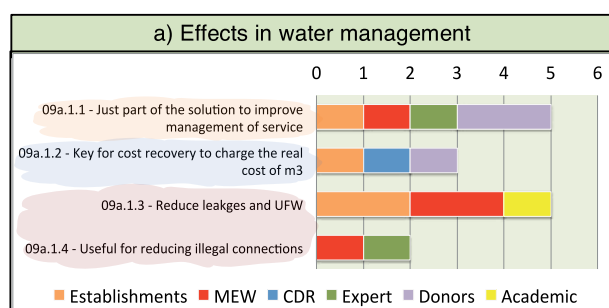 a) Effects in water management
0 1 2 3 4 5 6
09a.1.1 - Just part of the solution to improve
management of service
09a.1.2 - Key for cost recovery to charge the real
cost of m3
09a.1.3 - Reduce leakges and UFW
09a.1.4 - Useful for reducing illegal connections
Establishments MEW CDR Expert Donors Academic